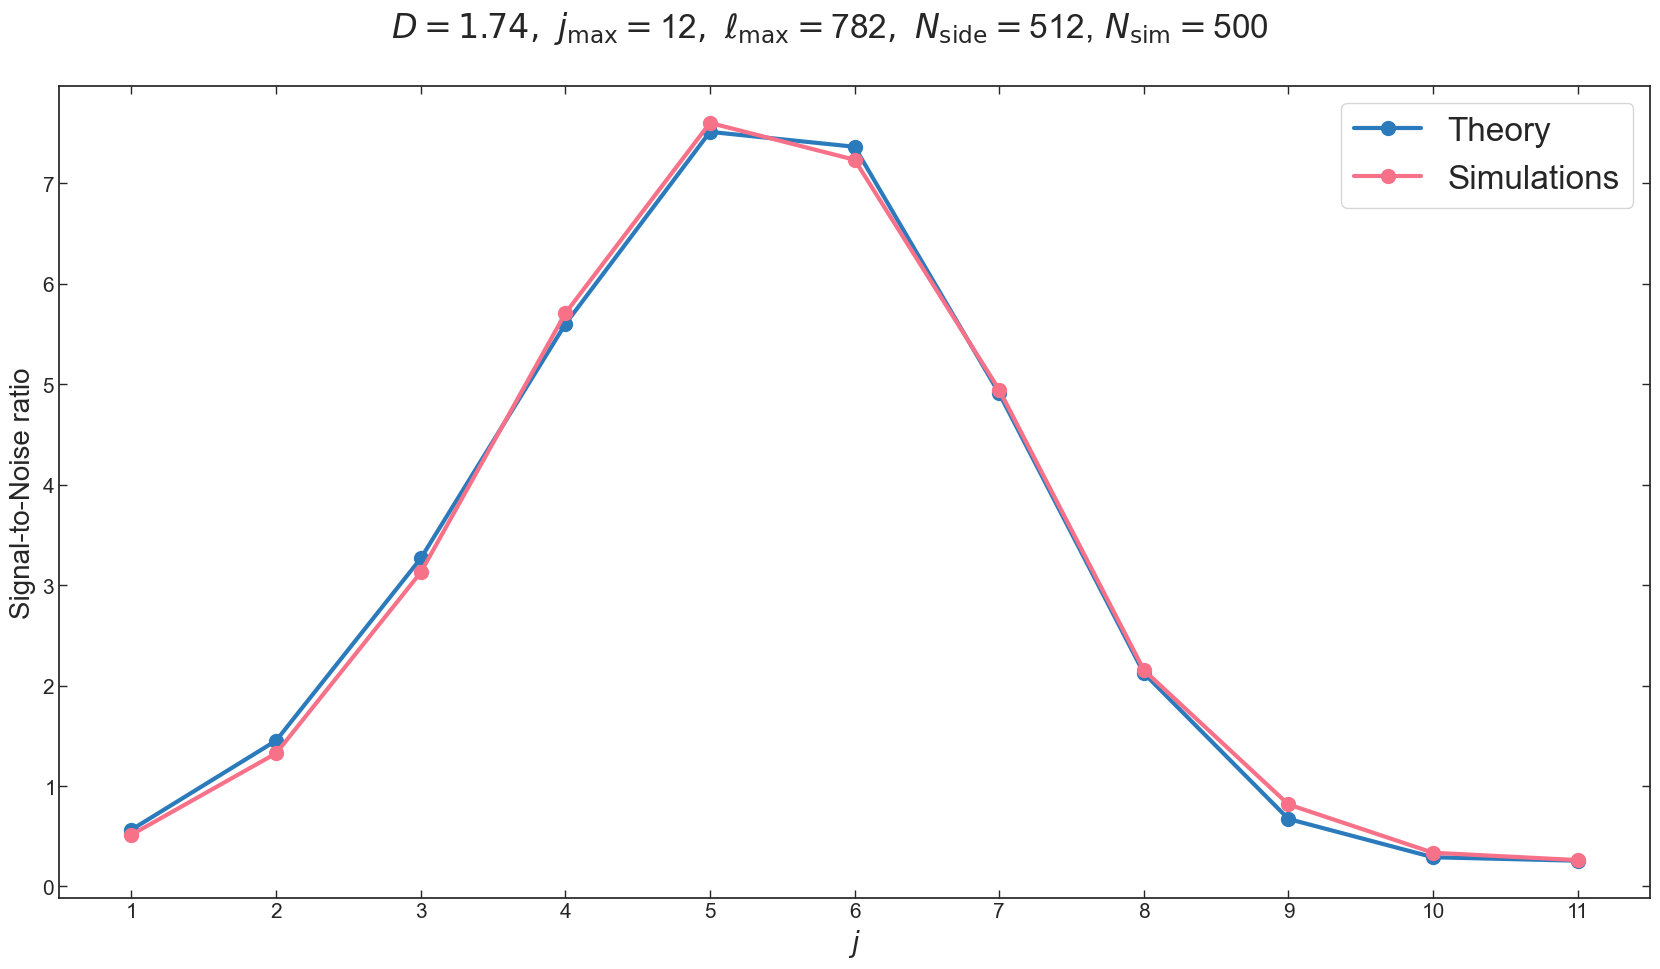 D = 1.74, j_max = 12, ℓ_max = 782, N_side = 512, N_sim = 500
Theory
Simulations
Signal-to-Noise ratio
7
6
5
4
3
2
1
0
1 2 3 4 5 6 7 8 9 10 11
j